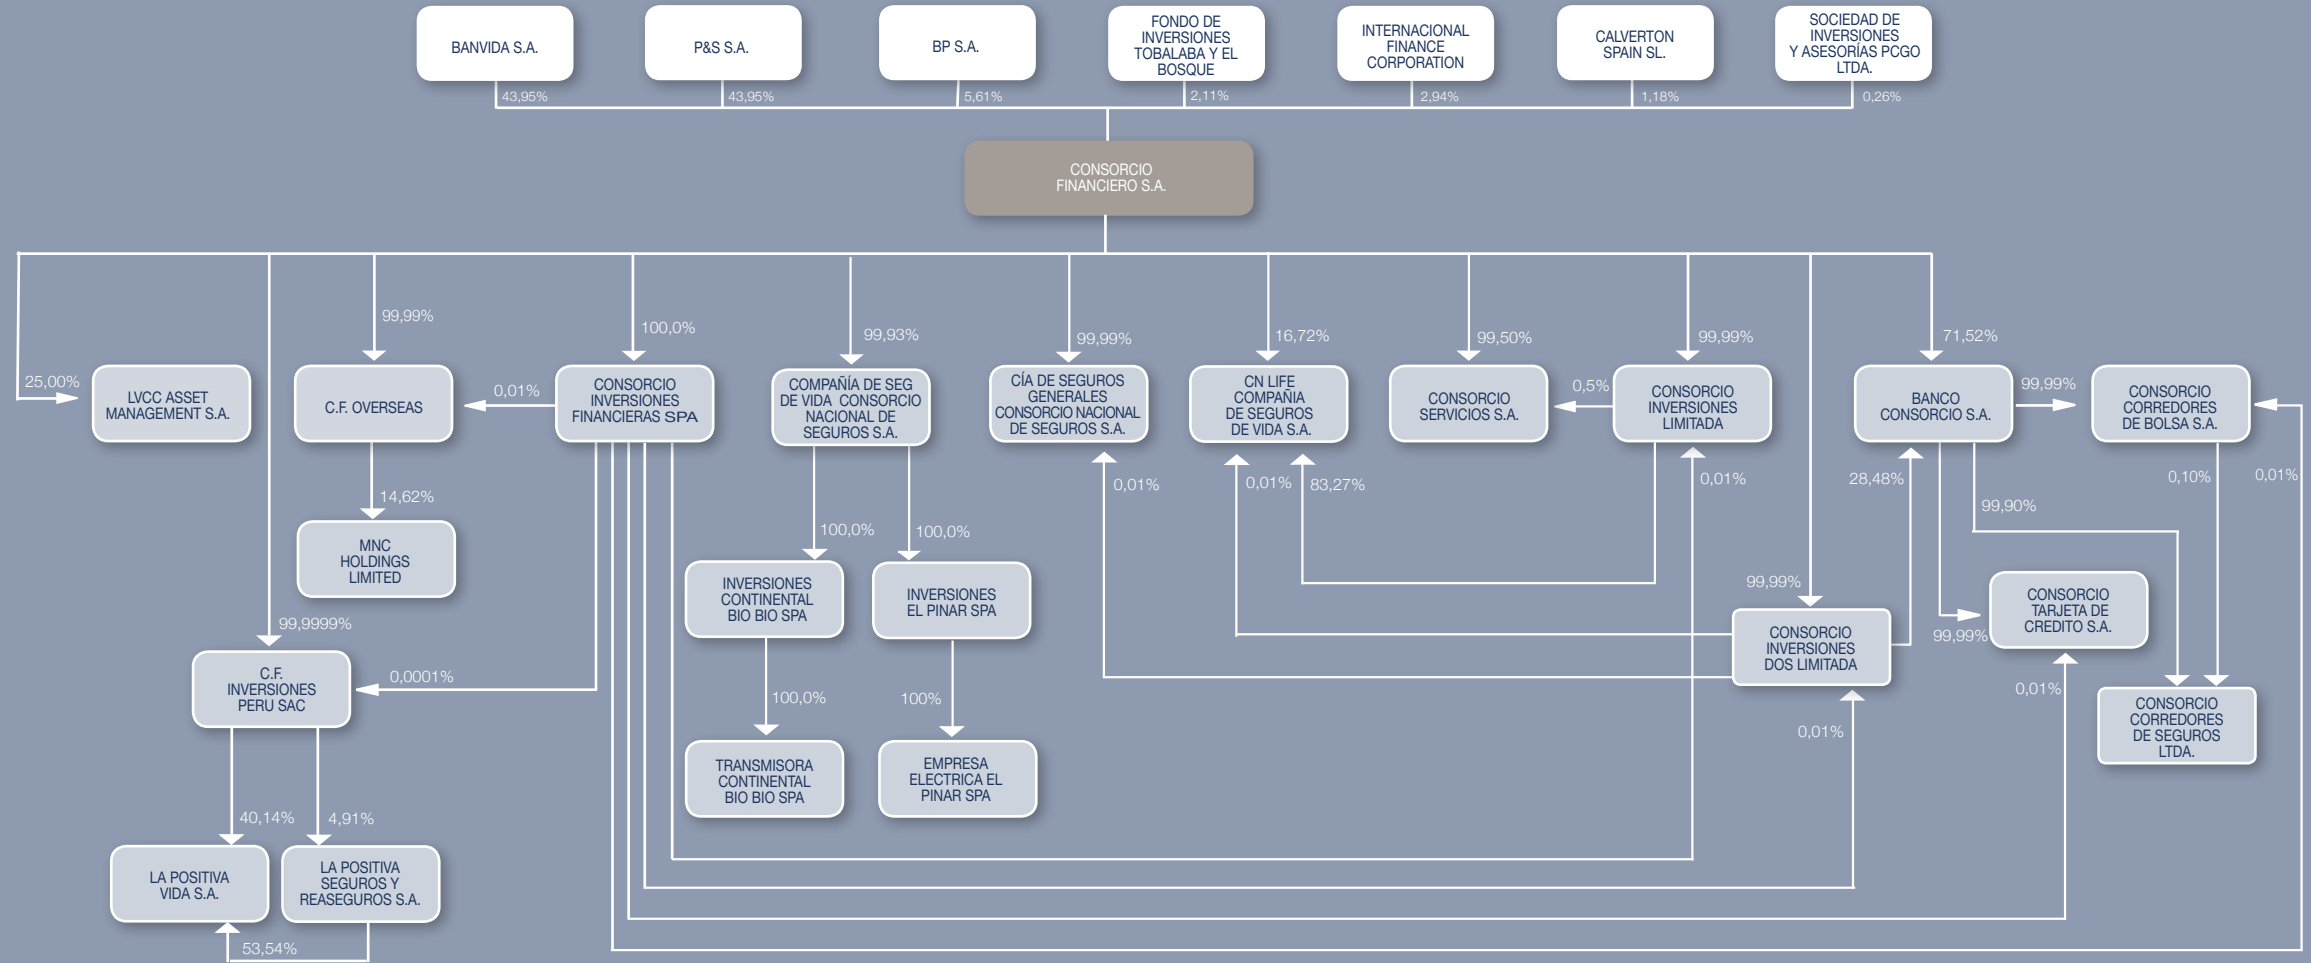 BANVIDA S.A.
P&S S.A.
BP S.A.
FONDO DE
INVERSIONES
TOBALABA Y EL
BOSQUE
INTERNACIONAL
FINANCE
CORPORATION
CALVERTON
SPAIN SL.
SOCIEDAD DE
INVERSIONES
Y ASESORÍAS PCGO
LTDA.
43,95%
43,95%
5,61%
2,11%
2,94%
1,18%
0,26%
CONSORCIO
FINANCIERO S.A.
25,00%
99,99%
100,0%
99,93%
99,99%
16,72%
99,50%
99,99%
71,52%
LVCC ASSET
MANAGEMENT S.A.
C.F. OVERSEAS
0,01%
CONSORCIO
INVERSIONES
FINANCIERAS SPA
COMPAÑÍA DE SEG
DE VIDA CONSORCIO
NACIONAL DE
SEGUROS S.A.
CÍA DE SEGUROS
GENERALES
CONSORCIO NACIONAL
DE SEGUROS S.A.
CN LIFE
COMPAÑIA
DE SEGUROS
DE VIDA S.A.
CONSORCIO
SERVICIOS S.A.
0,5%
CONSORCIO
INVERSIONES
LIMITADA
BANCO
CONSORCIO S.A.
99,99%
CONSORCIO
CORREDORES
DE BOLSA S.A.
14,62%
0,01%
0,01%
83,27%
0,01%
28,48%
0,10%
0,01%
99,90%
100,0%
100,0%
MNC
HOLDINGS
LIMITED
INVERSIONES
CONTINENTAL
BIO BIO SPA
INVERSIONES
EL PINAR SPA
99,99%
CONSORCIO
TARJETA DE
CREDITO S.A.
99,99%
99,9999%
CONSORCIO
INVERSIONES
DOS LIMITADA
C.F.
INVERSIONES
PERU SAC
0,0001%
100,0%
100%
0,01%
0,01%
CONSORCIO
CORREDORES
DE SEGUROS
LTDA.
TRANSMISORA
CONTINENTAL
BIO BIO SPA
EMPRESA
ELECTRICA EL
PINAR SPA
40,14%
4,91%
LA POSITIVA
VIDA S.A.
LA POSITIVA
SEGUROS Y
REASEGUROS S.A.
53,54%